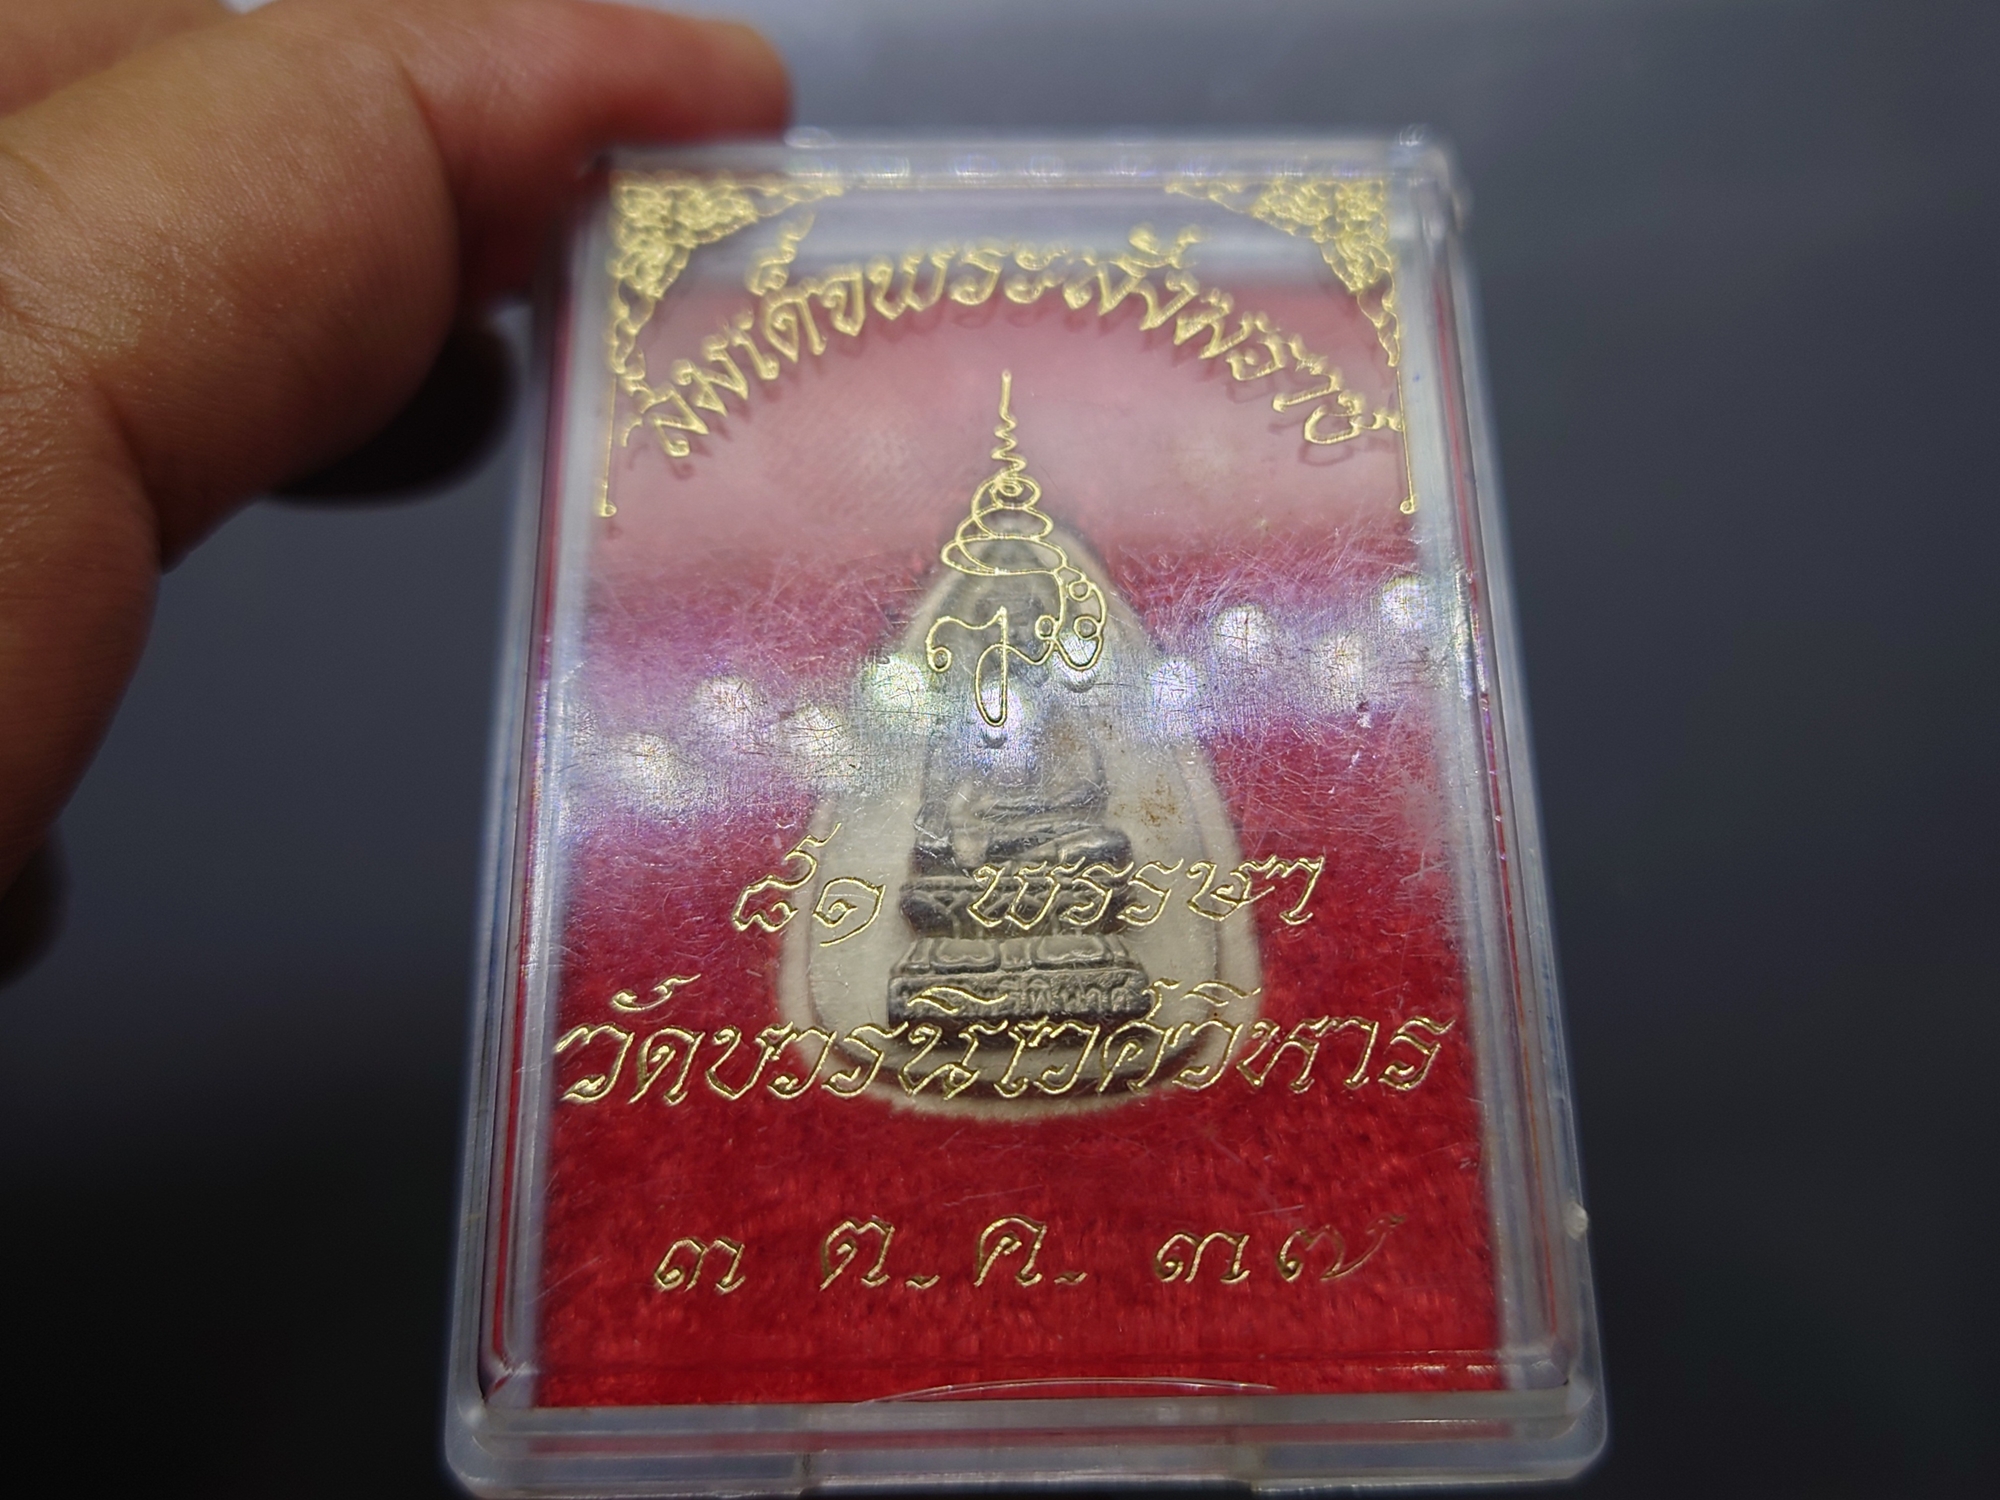 สมเด็จพระสังฆราช
๘๑ พรรษา
วัดบวรนิเวศวิหาร
๓ ต.ค. ๓๗